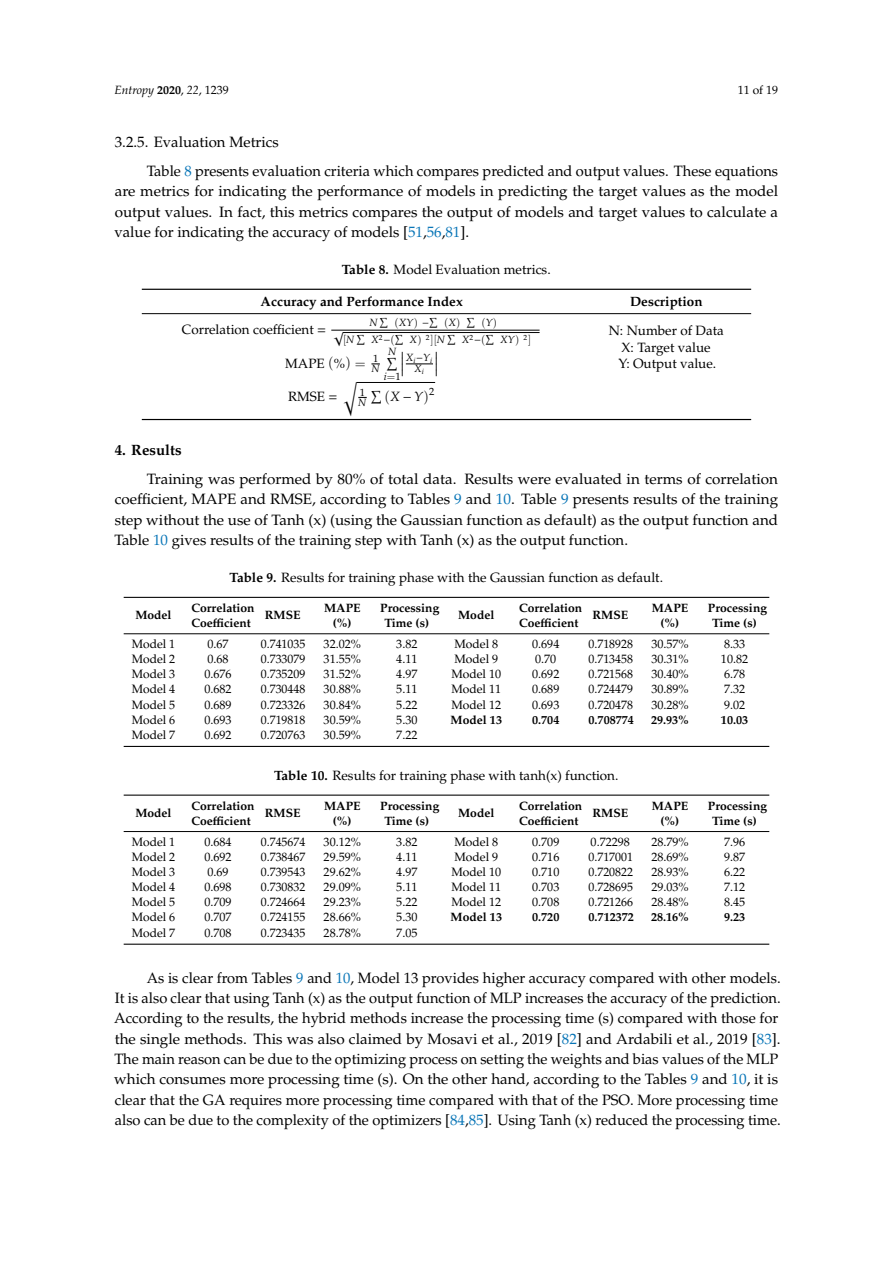 Entropy 2020, 22, 1239 11 of 19
3.2.5. Evaluation Metrics
Table 8 presents evaluation criteria which compares predicted and output values. These equations
are metrics for indicating the performance of models in predicting the target values as the model
output values. In fact, this metrics compares the output of models and target values to calculate a
value for indicating the accuracy of models [51,56,81].
Table 8. Model Evaluation metrics.
Accuracy and Performance Index Description
Correlation coefficient = N∑ (XY) −∑ (X) ∑ (Y) / √[N∑ X²−(∑ X) ²][N∑ X²−(∑ XY) ²]
MAPE (%) = 1/N ∑_{i=1}^{N} |X_i−Y_i / X_i|
RMSE = √(1/N ∑ (X − Y)²)
N: Number of Data
X: Target value
Y: Output value.
4. Results
Training was performed by 80% of total data. Results were evaluated in terms of correlation
coefficient, MAPE and RMSE, according to Tables 9 and 10. Table 9 presents results of the training
step without the use of Tanh (x) (using the Gaussian function as default) as the output function and
Table 10 gives results of the training step with Tanh (x) as the output function.
Table 9. Results for training phase with the Gaussian function as default.
Model Correlation Coefficient RMSE MAPE (%) Processing Time (s) Model Correlation Coefficient RMSE MAPE (%) Processing Time (s)
Model 1 0.67 0.741035 32.02% 3.82 Model 8 0.694 0.718928 30.57% 8.33
Model 2 0.68 0.733079 31.55% 4.11 Model 9 0.70 0.713458 30.31% 10.82
Model 3 0.676 0.735209 31.52% 4.97 Model 10 0.692 0.721568 30.40% 6.78
Model 4 0.682 0.730448 30.88% 5.11 Model 11 0.689 0.724479 30.89% 7.32
Model 5 0.689 0.723326 30.84% 5.22 Model 12 0.693 0.720478 30.28% 9.02
Model 6 0.693 0.719818 30.59% 5.30 Model 13 0.704 0.708774 29.93% 10.03
Model 7 0.692 0.720763 30.59% 7.22
Table 10. Results for training phase with tanh(x) function.
Model Correlation Coefficient RMSE MAPE (%) Processing Time (s) Model Correlation Coefficient RMSE MAPE (%) Processing Time (s)
Model 1 0.684 0.745674 30.12% 3.82 Model 8 0.709 0.72298 28.79% 7.96
Model 2 0.692 0.738467 29.59% 4.11 Model 9 0.716 0.717001 28.69% 9.87
Model 3 0.69 0.739543 29.62% 4.97 Model 10 0.710 0.720822 28.93% 6.22
Model 4 0.698 0.730832 29.09% 5.11 Model 11 0.703 0.728695 29.03% 7.12
Model 5 0.709 0.724664 29.23% 5.22 Model 12 0.708 0.721266 28.48% 8.45
Model 6 0.707 0.724155 28.66% 5.30 Model 13 0.720 0.712372 28.16% 9.23
Model 7 0.708 0.723435 28.78% 7.05
As is clear from Tables 9 and 10, Model 13 provides higher accuracy compared with other models.
It is also clear that using Tanh (x) as the output function of MLP increases the accuracy of the prediction.
According to the results, the hybrid methods increase the processing time (s) compared with those for
the single methods. This was also claimed by Mosavi et al., 2019 [82] and Ardabili et al., 2019 [83].
The main reason can be due to the optimizing process on setting the weights and bias values of the MLP
which consumes more processing time (s). On the other hand, according to the Tables 9 and 10, it is
clear that the GA requires more processing time compared with that of the PSO. More processing time
also can be due to the complexity of the optimizers [84,85]. Using Tanh (x) reduced the processing time.